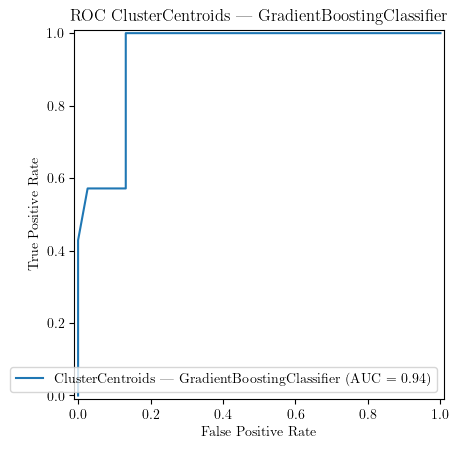 ROC ClusterCentroids — GradientBoostingClassifier
1.0
0.8
0.6
0.4
0.2
0.0
True Positive Rate
ClusterCentroids — GradientBoostingClassifier (AUC = 0.94)
0.0 0.2 0.4 0.6 0.8 1.0
False Positive Rate